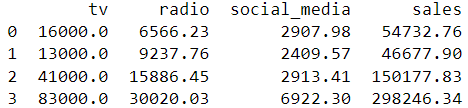 tv radio social_media sales
0 16000.0 6566.23 2907.98 54732.76
1 13000.0 9237.76 2409.57 46677.90
2 41000.0 15886.45 2913.41 150177.83
3 83000.0 30020.03 6922.30 298246.34